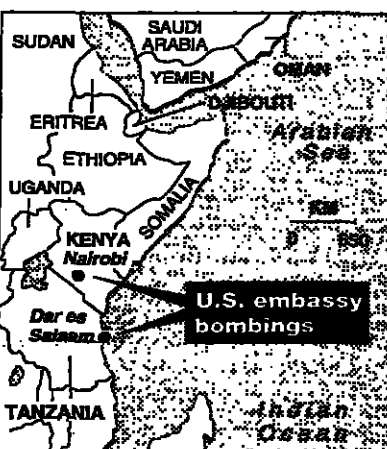 SAUDI
ARABIA
SUDAN
YEMEN
OMAN
DJIBOUTI
ERITREA
Arabian
Sea
ETHIOPIA
UGANDA
SOMALIA
KM
0 650
KENYA
Nairobi
U.S. embassy
bombings
Dar es
Salaam
TANZANIA
Indian
Ocean